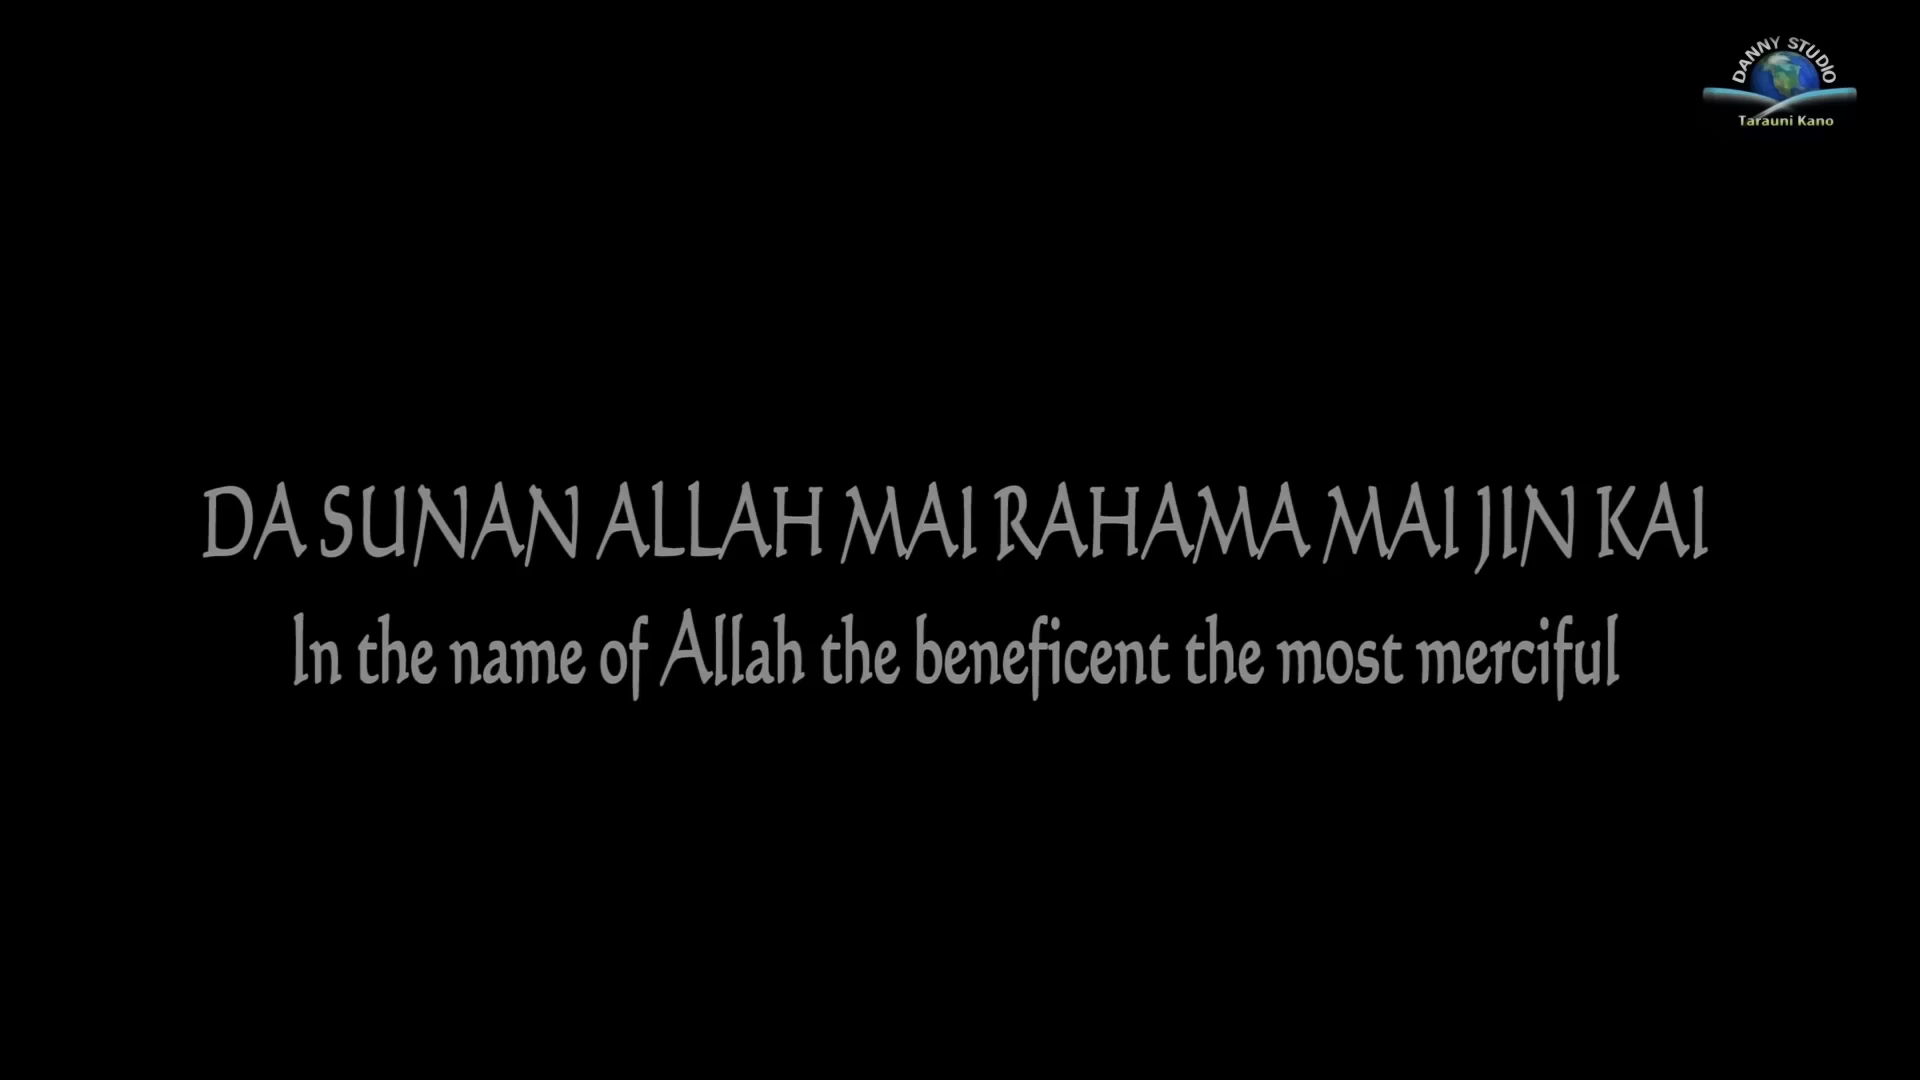 DANNY STUDIO
Tarauni Kano
DA SUNAN ALLAH MAI RAHAMA MAI JIN KAI
In the name of Allah the beneficent the most merciful